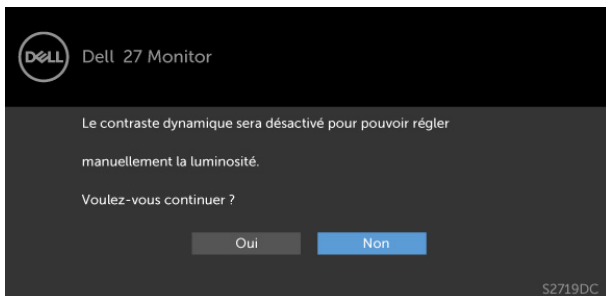 DELL
Dell 27 Monitor
Le contraste dynamique sera désactivé pour pouvoir régler
manuellement la luminosité.
Voulez-vous continuer ?
Oui
Non
S2719DC